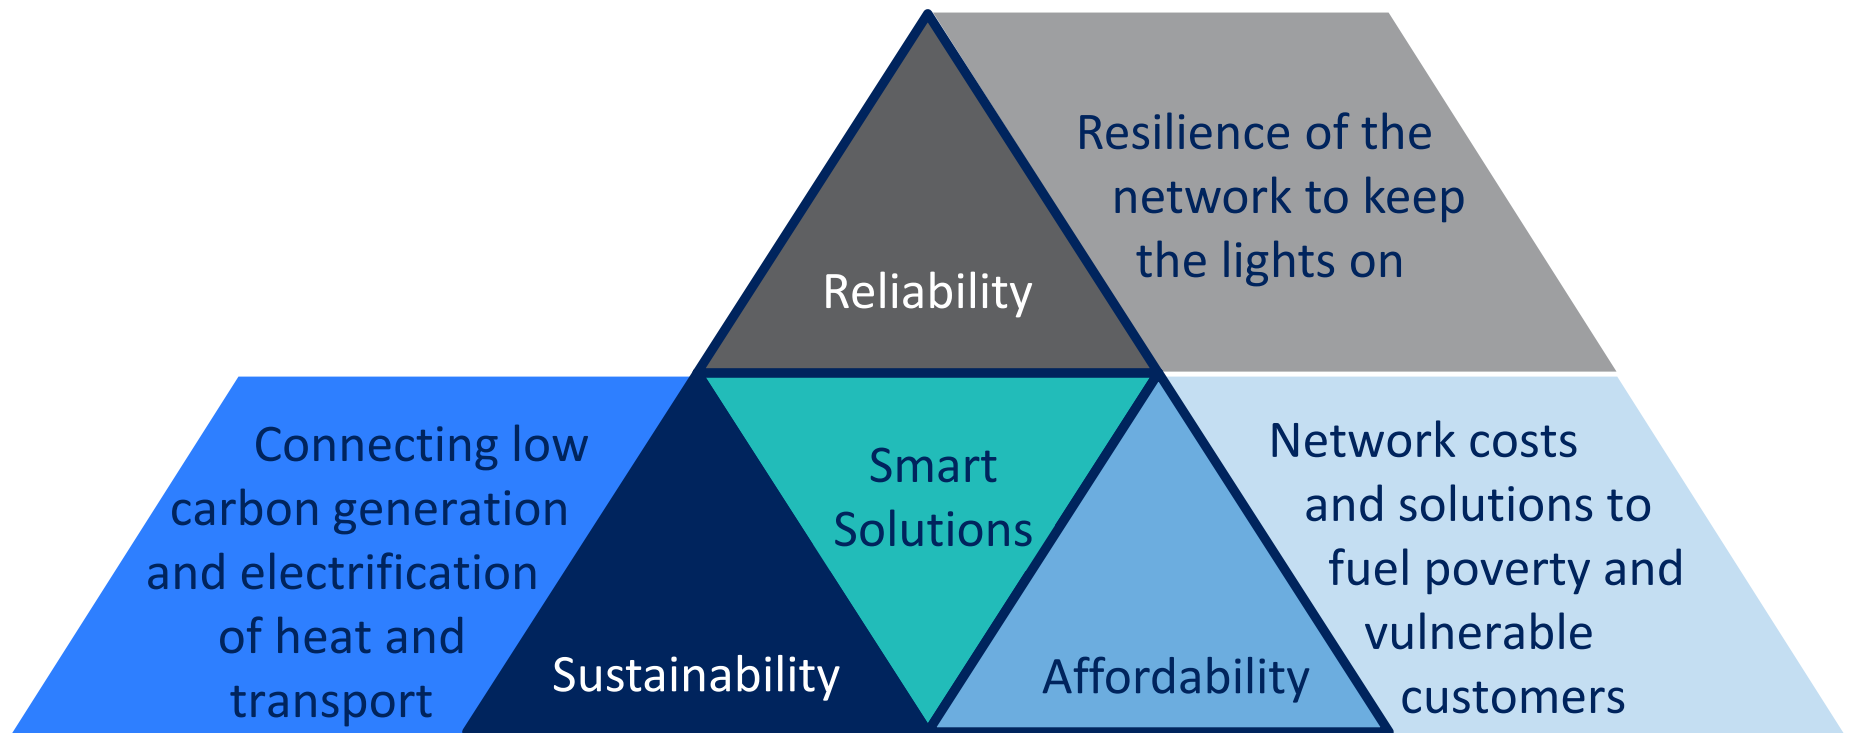 Resilience of the
network to keep
the lights on
Reliability
Connecting low
carbon generation
and electrification
of heat and
transport
Sustainability
Smart
Solutions
Affordability
Network costs
and solutions to
fuel poverty and
vulnerable
customers